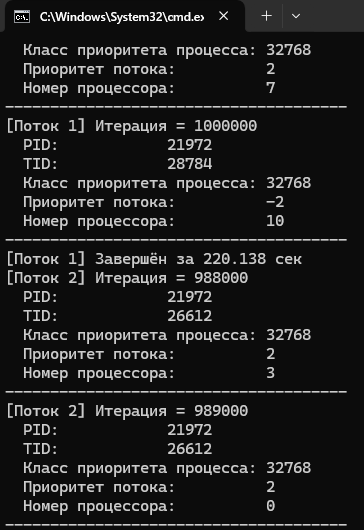 C:\Windows\System32\cmd.ex
Класс приоритета процесса: 32768
Приоритет потока: 2
Номер процессора: 7
--------------------------------------
[Поток 1] Итерация = 1000000
PID: 21972
TID: 28784
Класс приоритета процесса: 32768
Приоритет потока: -2
Номер процессора: 10
--------------------------------------
[Поток 1] Завершён за 220.138 сек
[Поток 2] Итерация = 988000
PID: 21972
TID: 26612
Класс приоритета процесса: 32768
Приоритет потока: 2
Номер процессора: 3
--------------------------------------
[Поток 2] Итерация = 989000
PID: 21972
TID: 26612
Класс приоритета процесса: 32768
Приоритет потока: 2
Номер процессора: 0
--------------------------------------